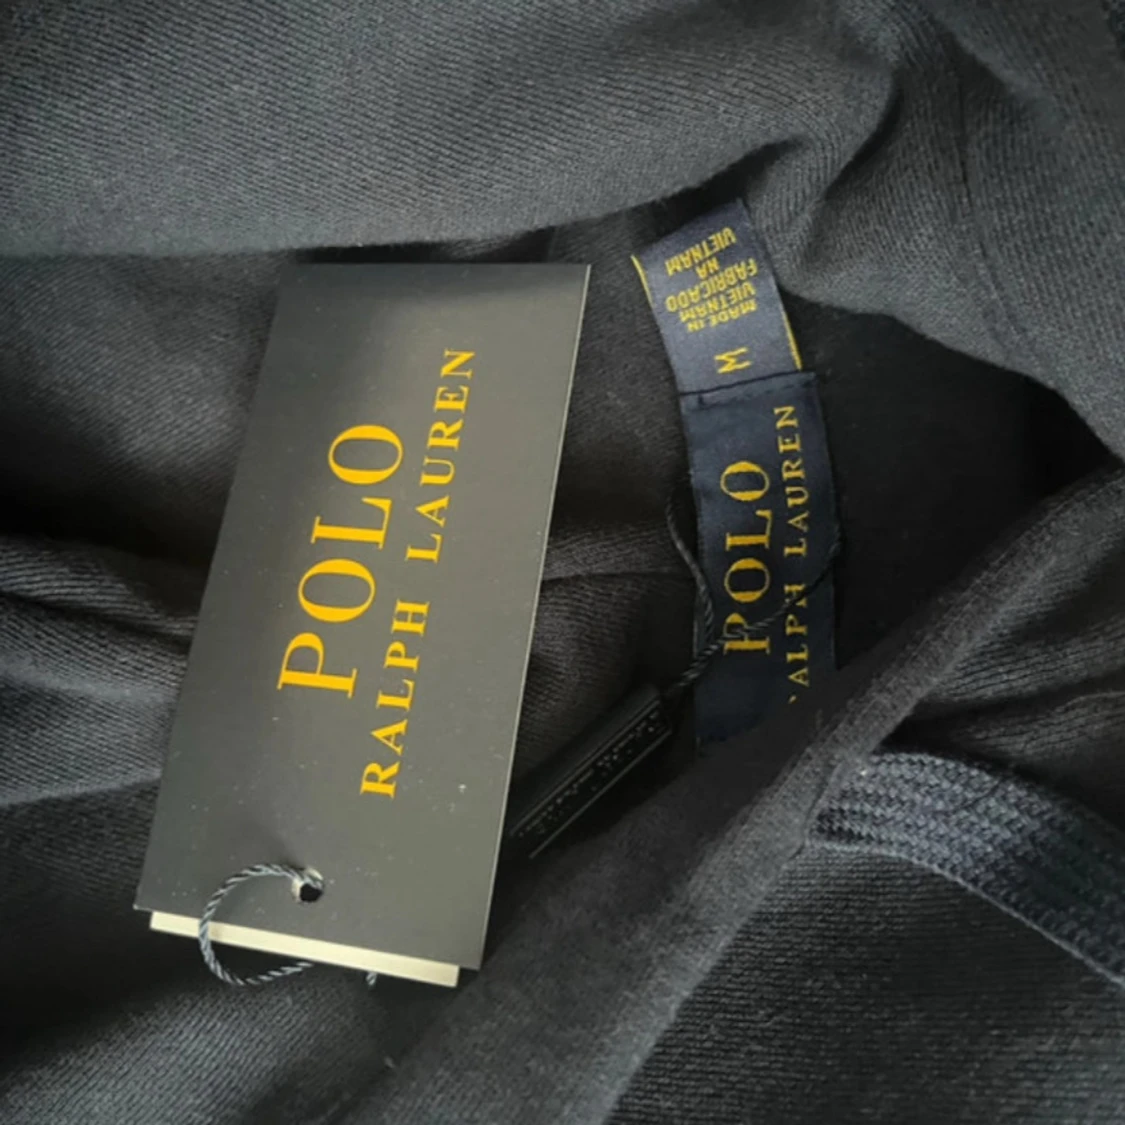 POLO
RALPH LAUREN
M
MADE IN
VIETNAM
FABRICADO
NA
VIETNAM
POLO
RALPH LAUREN